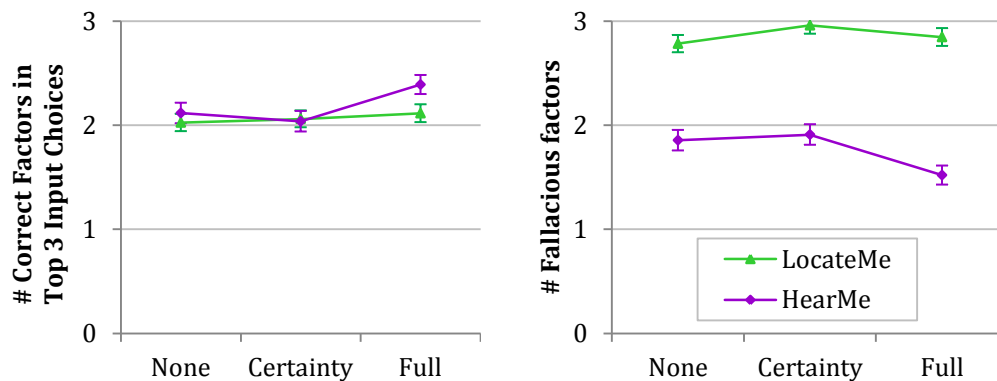 # Correct Factors in
Top 3 Input Choices
3
2
1
0
None
Certainty
Full
# Fallacious factors
3
2
1
0
None
Certainty
Full
LocateMe
HearMe